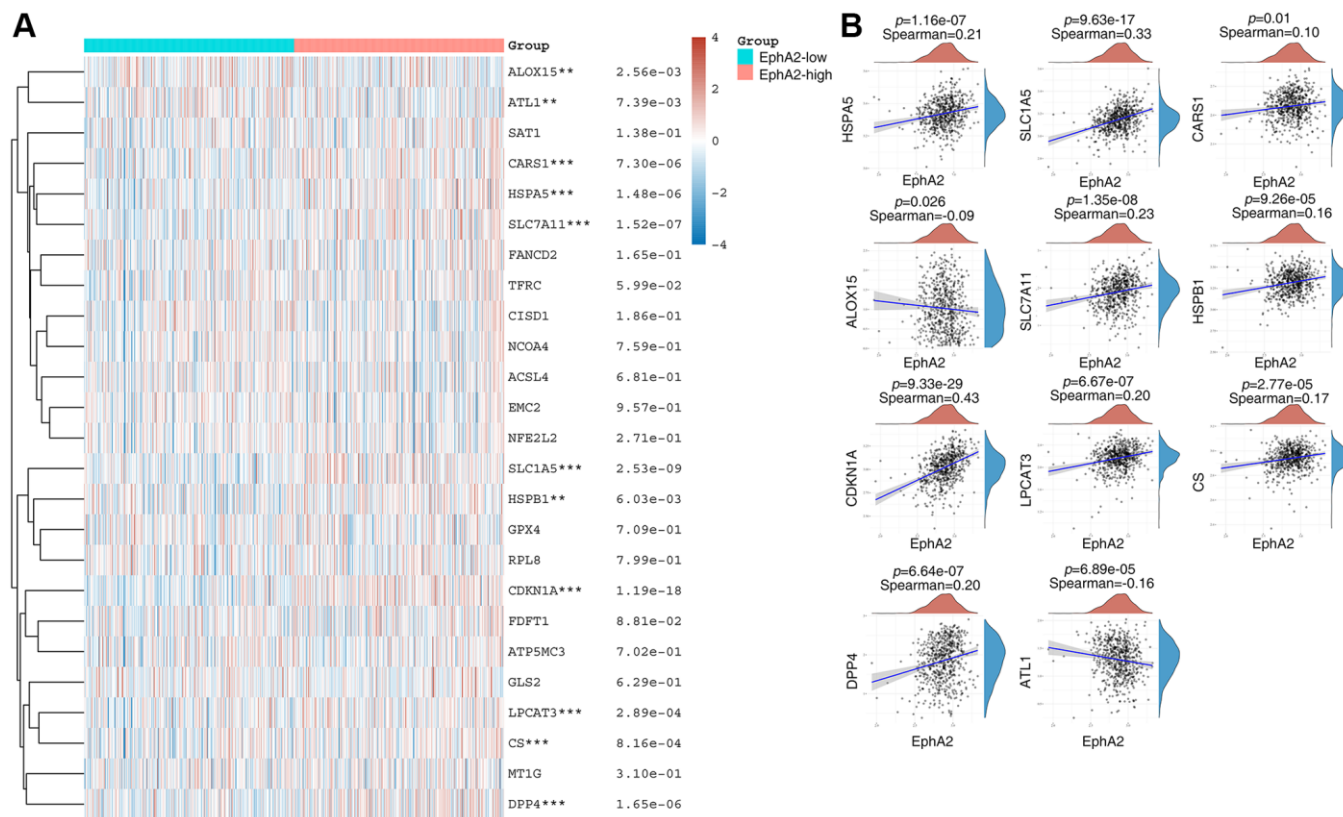 A
Group
ALOX15** 2.56e-03
ATL1** 7.39e-03
SAT1 1.38e-01
CARS1*** 7.30e-06
HSPA5*** 1.48e-06
SLC7A11*** 1.52e-07
FANCD2 1.65e-01
TFRC 5.99e-02
CISD1 1.86e-01
NCOA4 7.59e-01
ACSL4 6.81e-01
EMC2 9.57e-01
NFE2L2 2.71e-01
SLC1A5*** 2.53e-09
HSPB1** 6.03e-03
GPX4 7.09e-01
RPL8 7.99e-01
CDKN1A*** 1.19e-18
FDFT1 8.81e-02
ATP5MC3 7.02e-01
GLS2 6.29e-01
LPCAT3*** 2.89e-04
CS*** 8.16e-04
MT1G 3.10e-01
DPP4*** 1.65e-06
4
2
0
−2
−4
Group
EphA2-low
EphA2-high
B
p=1.16e-07
Spearman=0.21
HSPA5
EphA2
p=9.63e-17
Spearman=0.33
SLC1A5
EphA2
p=0.01
Spearman=0.10
CARS1
EphA2
p=0.026
Spearman=-0.09
ALOX15
EphA2
p=1.35e-08
Spearman=0.23
SLC7A11
EphA2
p=9.26e-05
Spearman=0.16
HSPB1
EphA2
p=9.33e-29
Spearman=0.43
CDKN1A
EphA2
p=6.67e-07
Spearman=0.20
LPCAT3
EphA2
p=2.77e-05
Spearman=0.17
CS
EphA2
p=6.64e-07
Spearman=0.20
DPP4
EphA2
p=6.89e-05
Spearman=-0.16
ATL1
EphA2